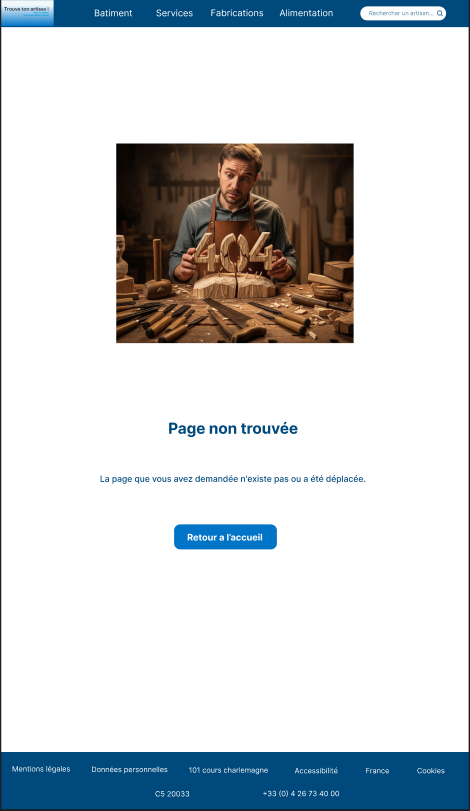 Trouve ton artisan!
Batiment Services Fabrications Alimentation Rechercher un artisan...
404
Page non trouvée
La page que vous avez demandée n'existe pas ou a été déplacée.
Retour a l'accueil
Mentions légales Données personnelles 101 cours charlemagne Accessibilité France Cookies
CS 20033 +33 (0) 4 26 73 40 00